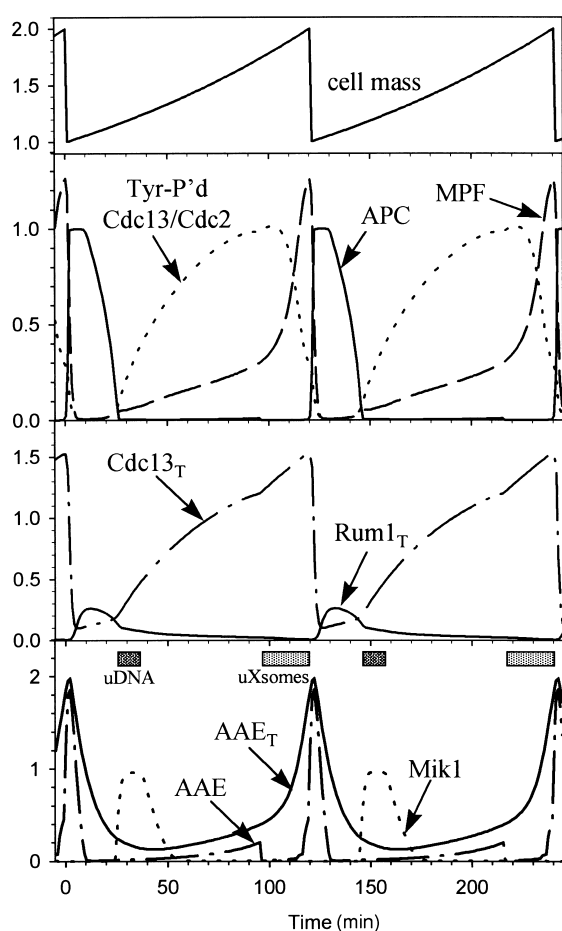 2.0
cell mass
1.5
1.0
Tyr-P'd
Cdc13/Cdc2
MPF
APC
1.0
0.5
0.0
1.5
Cdc13T
1.0
Rum1T
0.5
0.0
uDNA
uXsomes
2
AAET
AAE
Mik1
1
0
0 50 100 150 200
Time (min)